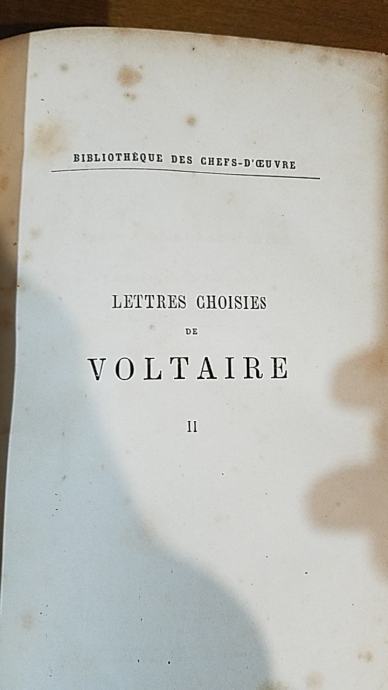 BIBLIOTHÈQUE DES CHEFS-D'ŒUVRE
LETTRES CHOISIES
DE
VOLTAIRE
II